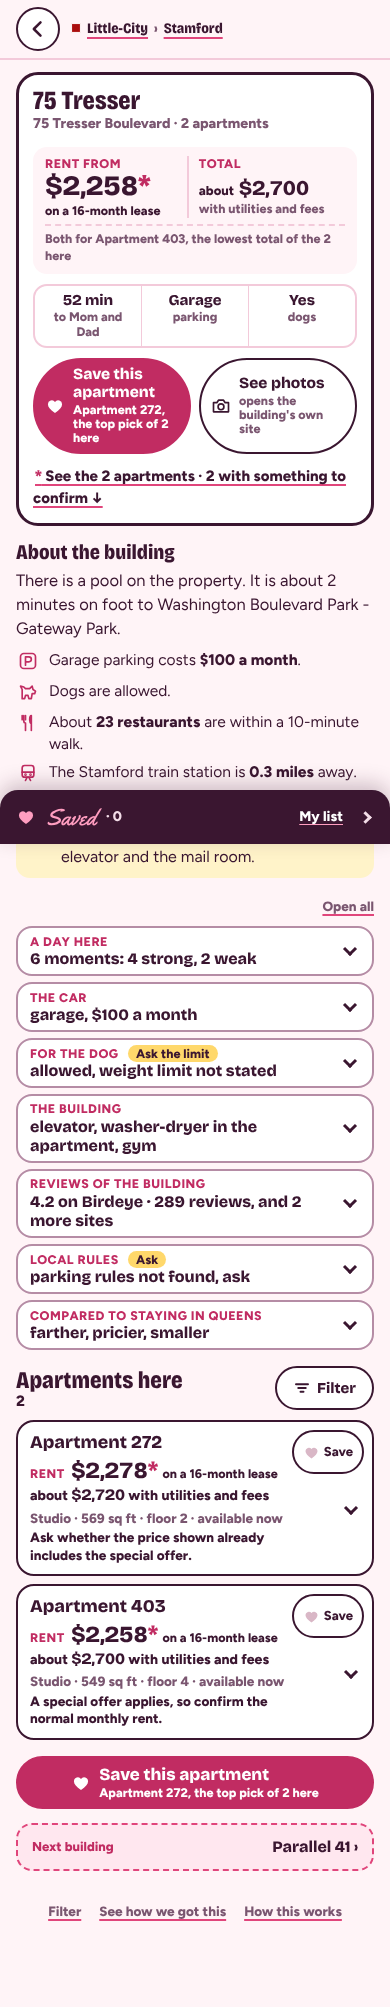 Little-City › Stamford
75 Tresser
75 Tresser Boulevard · 2 apartments
RENT FROM
$2,258*
on a 16-month lease
TOTAL
about $2,700
with utilities and fees
Both for Apartment 403, the lowest total of the 2
here
52 min
to Mom and
Dad
Garage
parking
Yes
dogs
Save this
apartment
Apartment 272,
the top pick of 2
here
See photos
opens the
building's own
site
* See the 2 apartments · 2 with something to
confirm ↓
About the building
There is a pool on the property. It is about 2
minutes on foot to Washington Boulevard Park -
Gateway Park.
Garage parking costs $100 a month.
Dogs are allowed.
About 23 restaurants are within a 10-minute
walk.
The Stamford train station is 0.3 miles away.
Saved · 0
My list
elevator and the mail room.
Open all
A DAY HERE
6 moments: 4 strong, 2 weak
THE CAR
garage, $100 a month
FOR THE DOG Ask the limit
allowed, weight limit not stated
THE BUILDING
elevator, washer-dryer in the
apartment, gym
REVIEWS OF THE BUILDING
4.2 on Birdeye · 289 reviews, and 2
more sites
LOCAL RULES Ask
parking rules not found, ask
COMPARED TO STAYING IN QUEENS
farther, pricier, smaller
Apartments here
2
Filter
Apartment 272
Save
RENT $2,278* on a 16-month lease
about $2,720 with utilities and fees
Studio · 569 sq ft · floor 2 · available now
Ask whether the price shown already
includes the special offer.
Apartment 403
Save
RENT $2,258* on a 16-month lease
about $2,700 with utilities and fees
Studio · 549 sq ft · floor 4 · available now
A special offer applies, so confirm the
normal monthly rent.
Save this apartment
Apartment 272, the top pick of 2 here
Next building
Parallel 41 ›
Filter See how we got this How this works